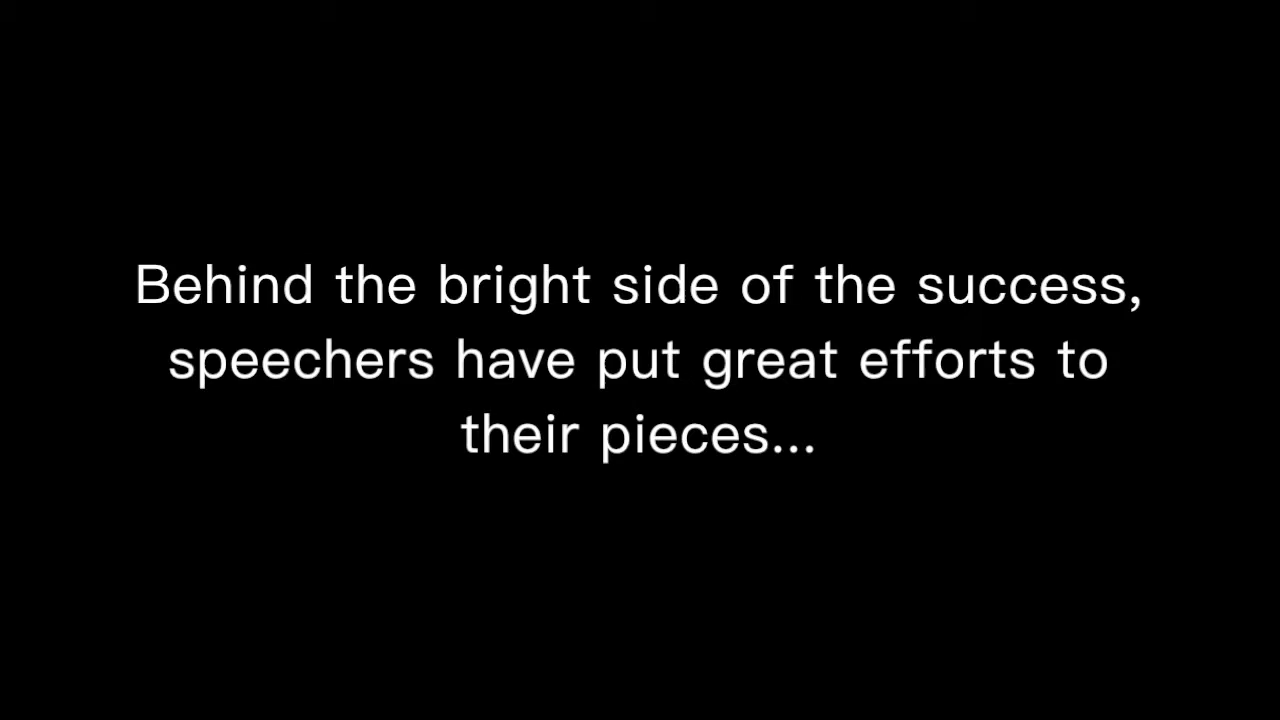 Behind the bright side of the success,
speechers have put great efforts to
their pieces...